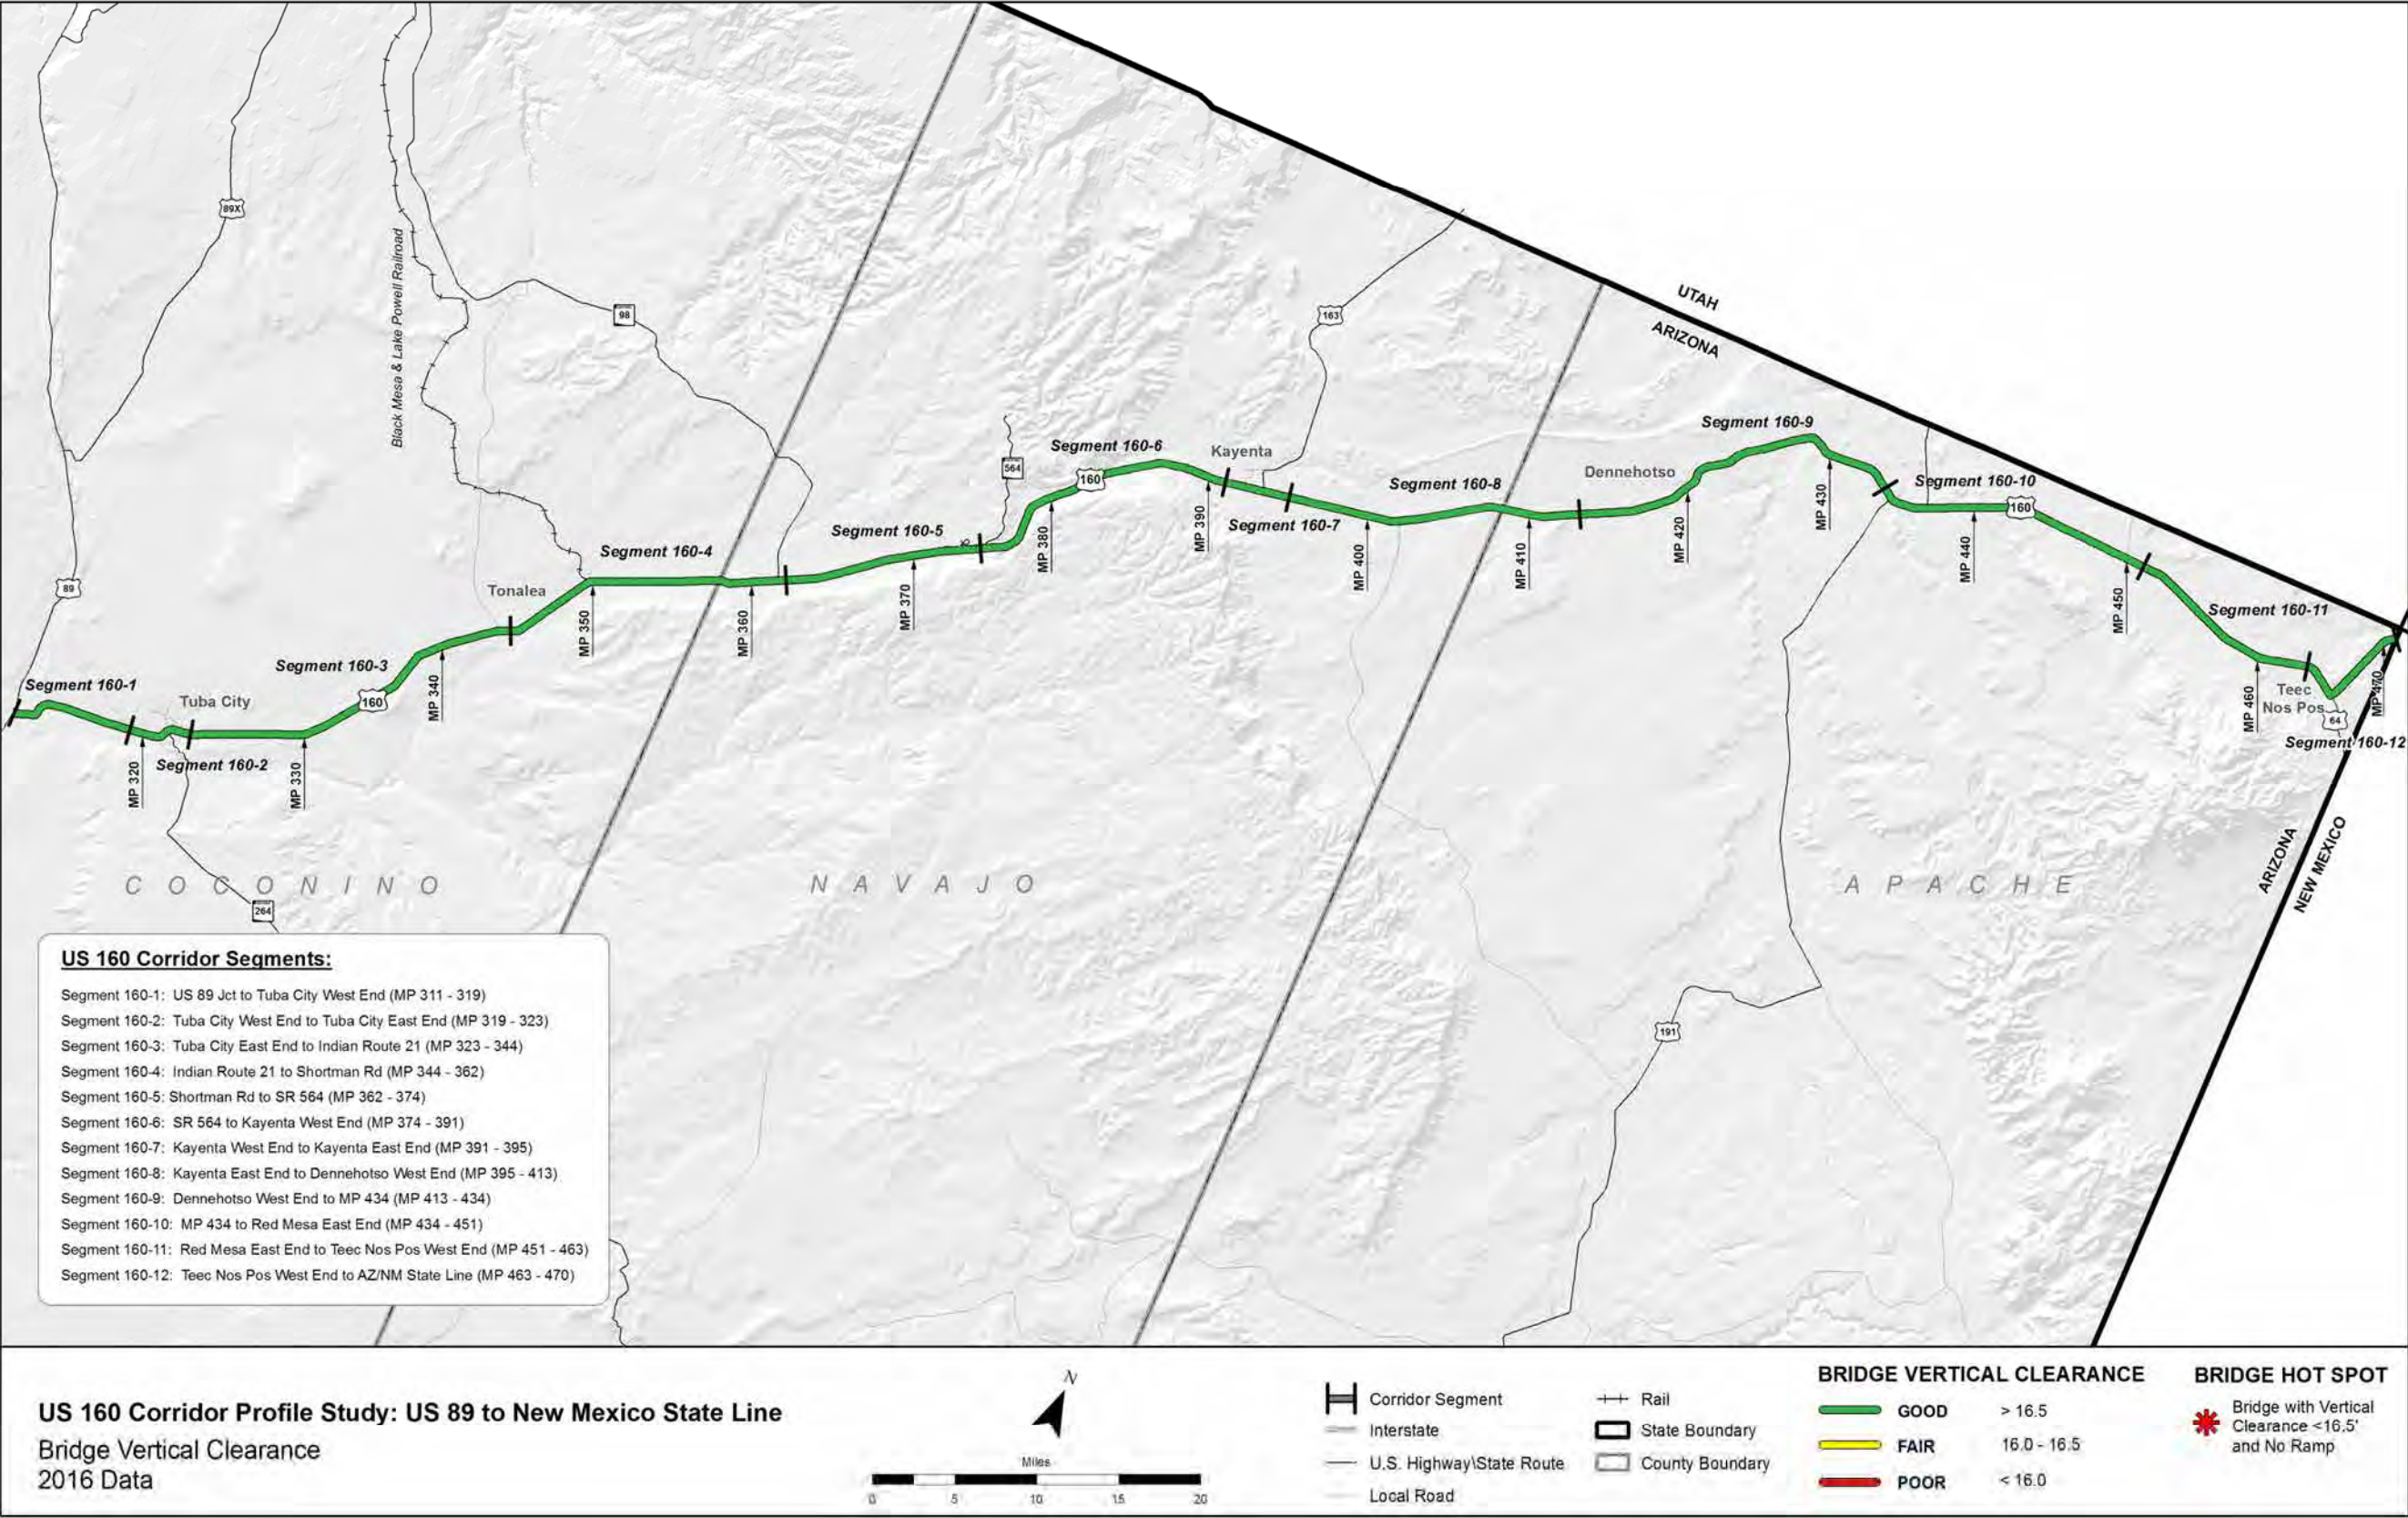 89X
Black Mesa & Lake Powell Railroad
98
163
UTAH
ARIZONA
Segment 160-9
Segment 160-6
Kayenta
564
160
Dennehotso
Segment 160-8
Segment 160-10
160
MP 430
MP 390
Segment 160-7
Segment 160-5
MP 380
MP 420
MP 400
MP 410
MP 440
Segment 160-4
89
Tonalea
MP 370
MP 350
MP 360
MP 450
Segment 160-11
Segment 160-3
Segment 160-1
Tuba City
160
MP 340
MP 460
Teec
Nos Pos
MP 470
64
Segment 160-12
Segment 160-2
MP 320
MP 330
ARIZONA
NEW MEXICO
COCONINO
NAVAJO
APACHE
264
191
US 160 Corridor Segments:
Segment 160-1: US 89 Jct to Tuba City West End (MP 311 - 319)
Segment 160-2: Tuba City West End to Tuba City East End (MP 319 - 323)
Segment 160-3: Tuba City East End to Indian Route 21 (MP 323 - 344)
Segment 160-4: Indian Route 21 to Shortman Rd (MP 344 - 362)
Segment 160-5: Shortman Rd to SR 564 (MP 362 - 374)
Segment 160-6: SR 564 to Kayenta West End (MP 374 - 391)
Segment 160-7: Kayenta West End to Kayenta East End (MP 391 - 395)
Segment 160-8: Kayenta East End to Dennehotso West End (MP 395 - 413)
Segment 160-9: Dennehotso West End to MP 434 (MP 413 - 434)
Segment 160-10: MP 434 to Red Mesa East End (MP 434 - 451)
Segment 160-11: Red Mesa East End to Teec Nos Pos West End (MP 451 - 463)
Segment 160-12: Teec Nos Pos West End to AZ/NM State Line (MP 463 - 470)
US 160 Corridor Profile Study: US 89 to New Mexico State Line
Bridge Vertical Clearance
2016 Data
N
Miles
0 5 10 15 20
Corridor Segment
Interstate
U.S. Highway\State Route
Local Road
Rail
State Boundary
County Boundary
BRIDGE VERTICAL CLEARANCE
GOOD > 16.5
FAIR 16.0 - 16.5
POOR < 16.0
BRIDGE HOT SPOT
Bridge with Vertical
Clearance <16.5'
and No Ramp